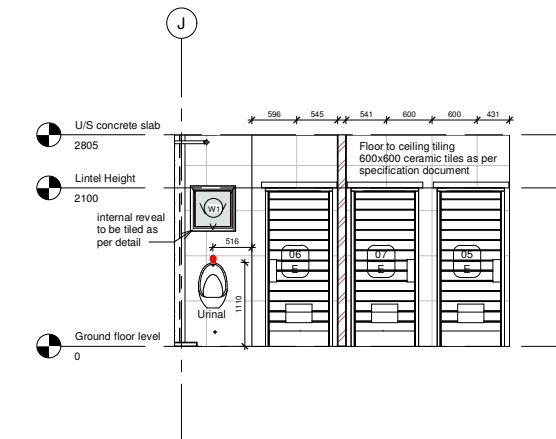 J
596 545 541 600 600 431
U/S concrete slab
2805
Floor to ceiling tiling
600x600 ceramic tiles as per
specification document
Lintel Height
2100
W1
internal reveal
to be tiled as
per detail
516
06
E
07
E
05
E
1110
Urinal
Ground floor level
0